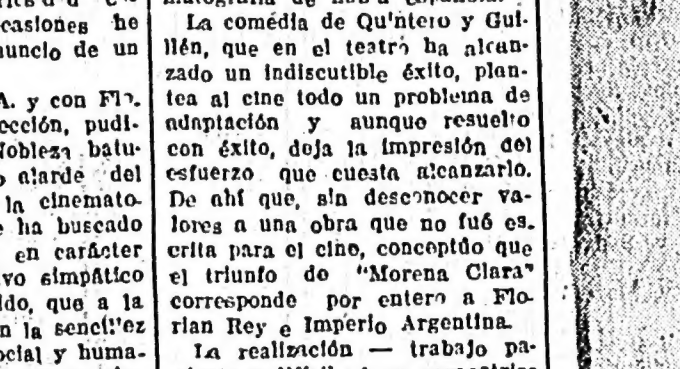 casiones he
nuncio de un
A. y con Flo.
ección, pudi-
Nobleza batu-
o alarde del
la cinemato-
e ha buscado
en carácter
vo simpático
ido, que a la
n la sencillez
ocial y huma-
La comédia de Quintero y Gui-
llén, que en el teatro ha alcan-
zado un indiscutible éxito, plan-
tea al cine todo un problema de
adaptación y aunque resuelto
con éxito, deja la impresión del
esfuerzo que cuesta alcanzarlo.
De ahí que, sin desconocer va-
lores a una obra que no fué es.
crita para el cine, conceptúo que
el triunfo de "Morena Clara"
corresponde por entero a Flo-
rian Rey e Imperio Argentina.
La realización — trabajo pa-